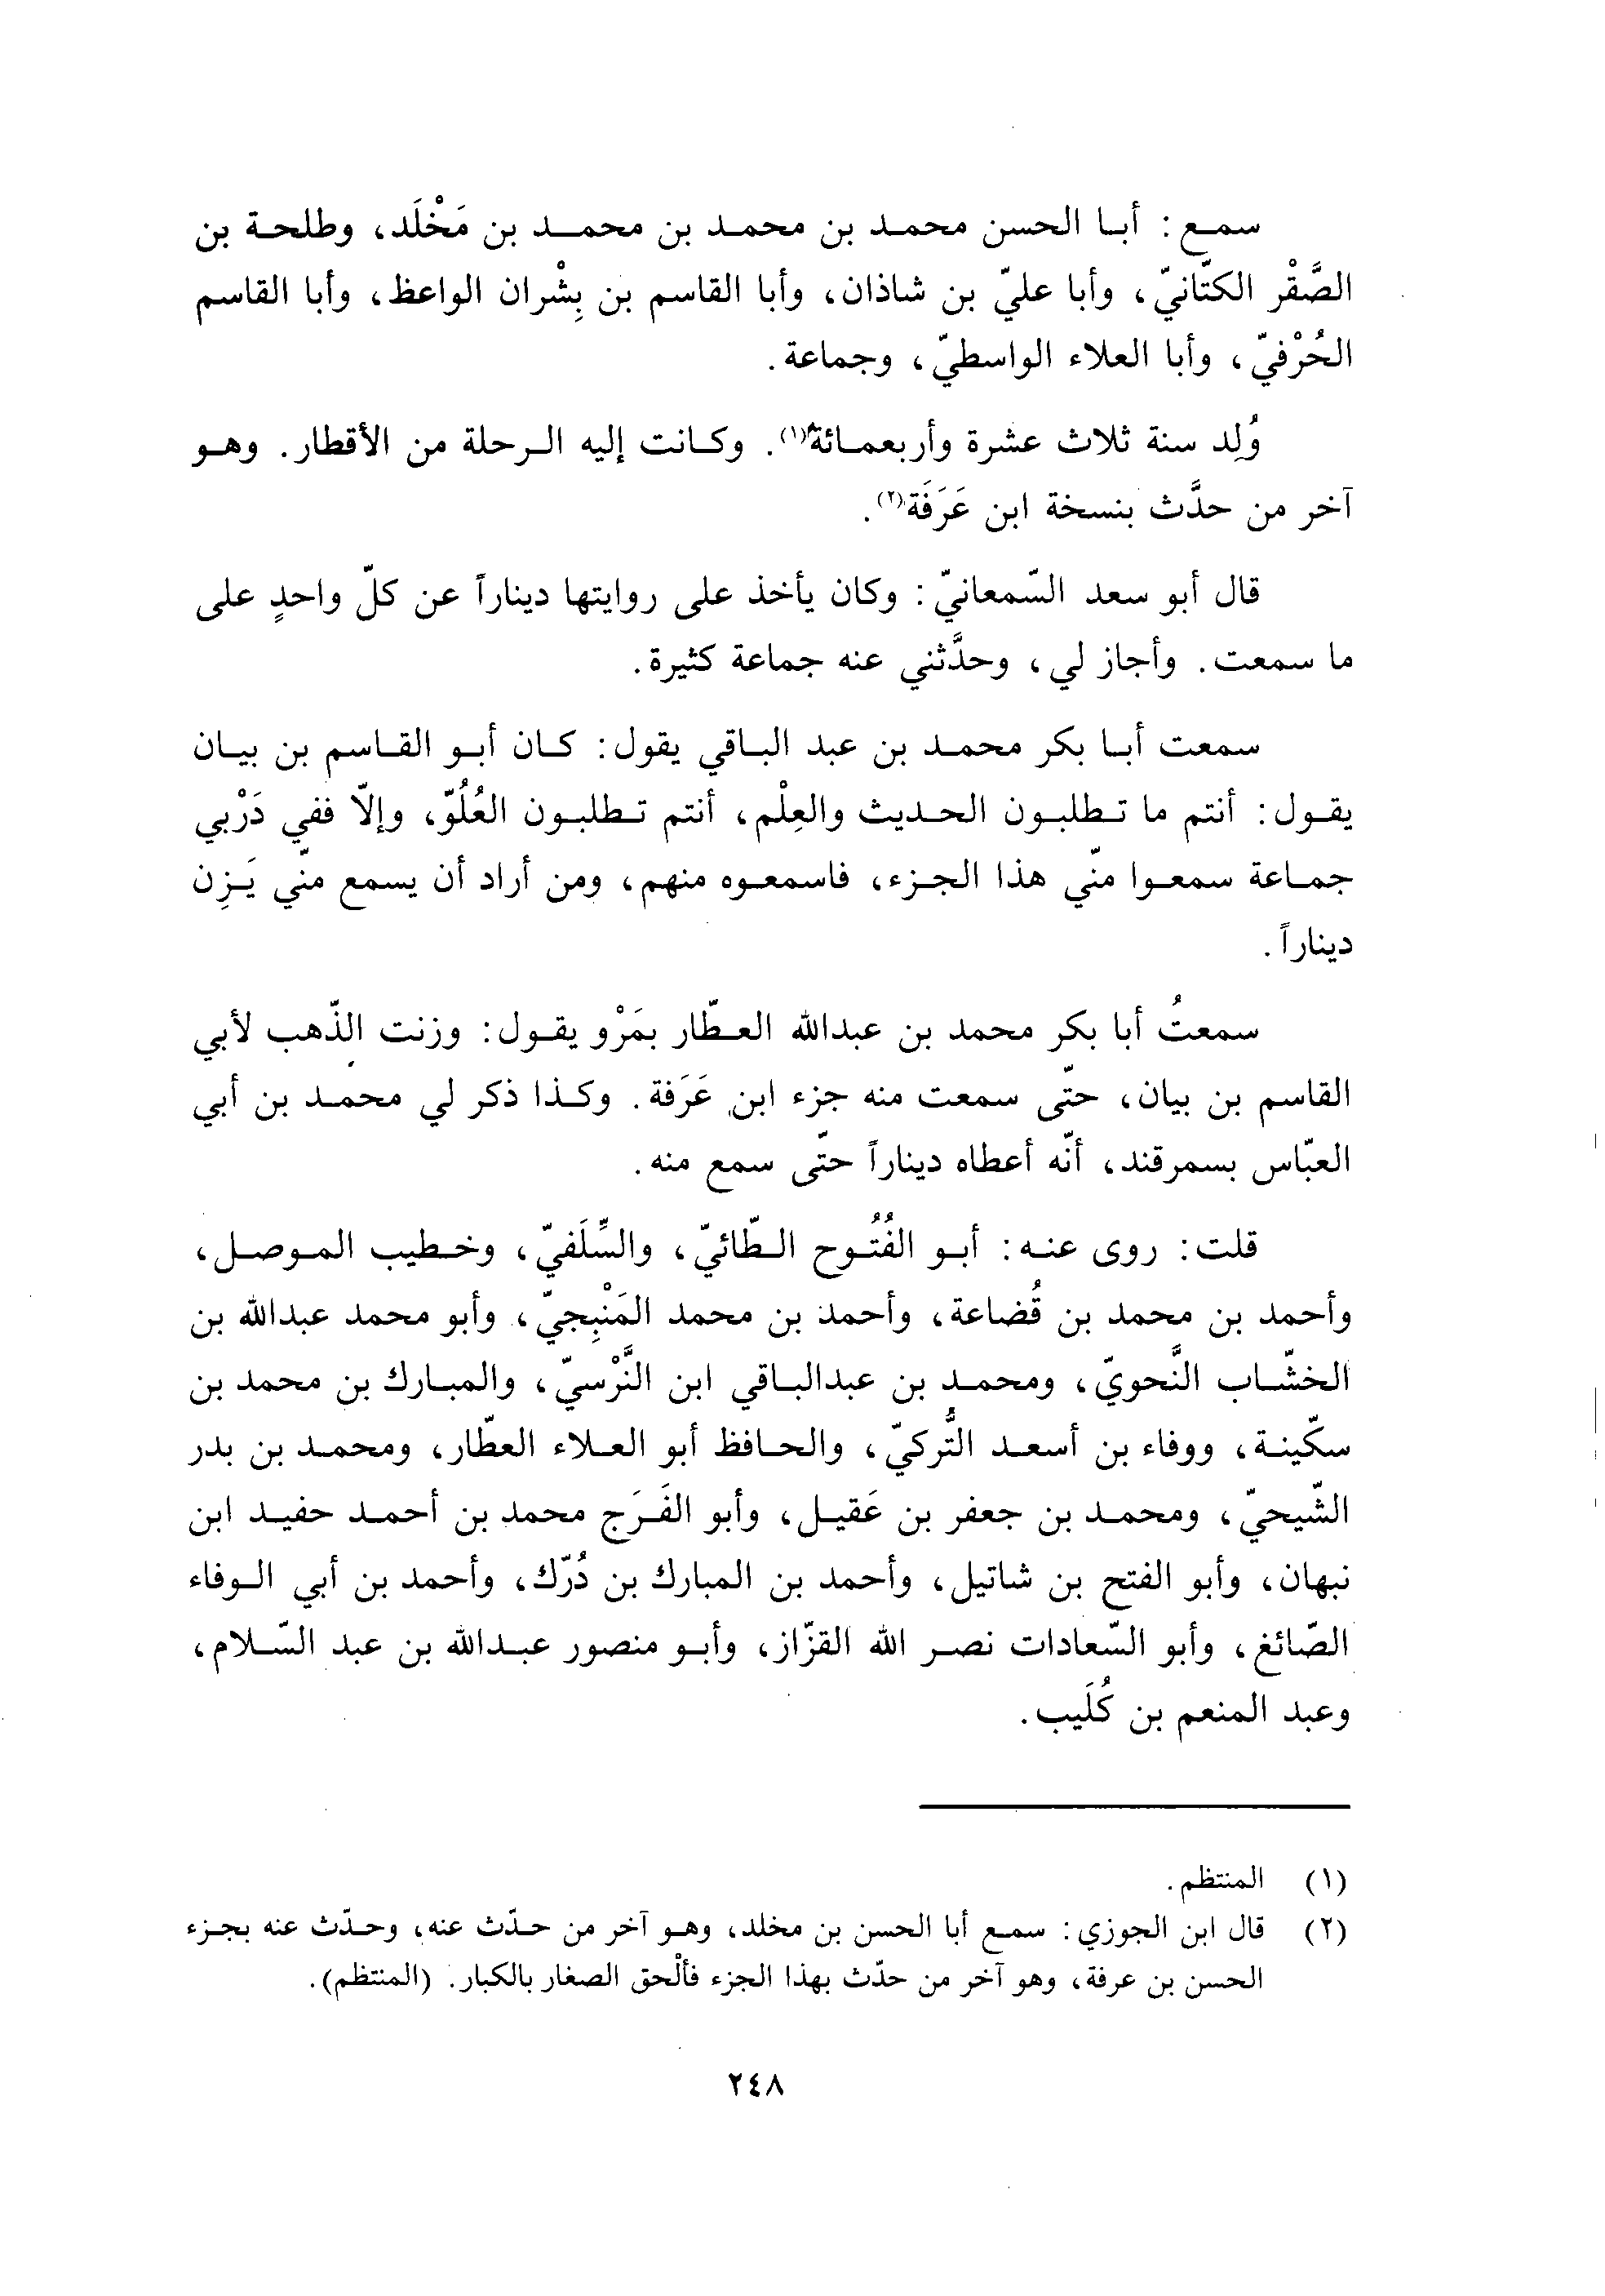 سمع: أبا الحسن محمد بن محمد بن محمد بن مَخْلَد، وطلحة بن
الصَّقْر الكتّانيّ، وأبا عليّ بن شاذان، وأبا القاسم بن بِشْران الواعظ، وأبا القاسم
الحُرْفيّ، وأبا العلاء الواسطيّ، وجماعة.
وُلِد سنة ثلاث عشرة وأربعمائة(١). وكانت إليه الرحلة من الأقطار. وهو
آخر من حدَّث بنسخة ابن عَرَفَة(٢).
قال أبو سعد السّمعانيّ: وكان يأخذ على روايتها ديناراً عن كلّ واحدٍ على
ما سمعت. وأجاز لي، وحدَّثني عنه جماعة كثيرة.
سمعت أبا بكر محمد بن عبد الباقي يقول: كان أبو القاسم بن بيان
يقول: أنتم ما تطلبون الحديث والعِلْم، أنتم تطلبون العُلُوّ، وإلّا ففي دَرْبي
جماعة سمعوا منّي هذا الجزء، فاسمعوه منهم، ومن أراد أن يسمع منّي يَزِن
ديناراً.
سمعتُ أبا بكر محمد بن عبدالله العطّار بمَرْو يقول: وزنت الذّهب لأبي
القاسم بن بيان، حتّى سمعت منه جزء ابن عَرَفة. وكذا ذكر لي محمد بن أبي
العبّاس بسمرقند، أنّه أعطاه ديناراً حتّى سمع منه.
قلت: روى عنه: أبو الفُتُوح الطّائيّ، والسِّلَفيّ، وخطيب الموصل،
وأحمد بن محمد بن قُضاعة، وأحمد بن محمد المَنْبِجيّ، وأبو محمد عبدالله بن
الخشّاب النَّحويّ، ومحمد بن عبدالباقي ابن النَّرْسيّ، والمبارك بن محمد بن
سكّينة، ووفاء بن أسعد التُّركيّ، والحافظ أبو العلاء العطّار، ومحمد بن بدر
الشّيحيّ، ومحمد بن جعفر بن عَقيل، وأبو الفَرَج محمد بن أحمد حفيد ابن
نبهان، وأبو الفتح بن شاتيل، وأحمد بن المبارك بن دُرّك، وأحمد بن أبي الوفاء
الصّائغ، وأبو السّعادات نصر الله القزّاز، وأبو منصور عبدالله بن عبد السّلام،
وعبد المنعم بن كُلَيب.
(١) المنتظم.
(٢) قال ابن الجوزي: سمع أبا الحسن بن مخلد، وهو آخر من حدّث عنه، وحدّث عنه بجزء
الحسن بن عرفة، وهو آخر من حدّث بهذا الجزء فألْحق الصغار بالكبار. (المنتظم).
٢٤٨